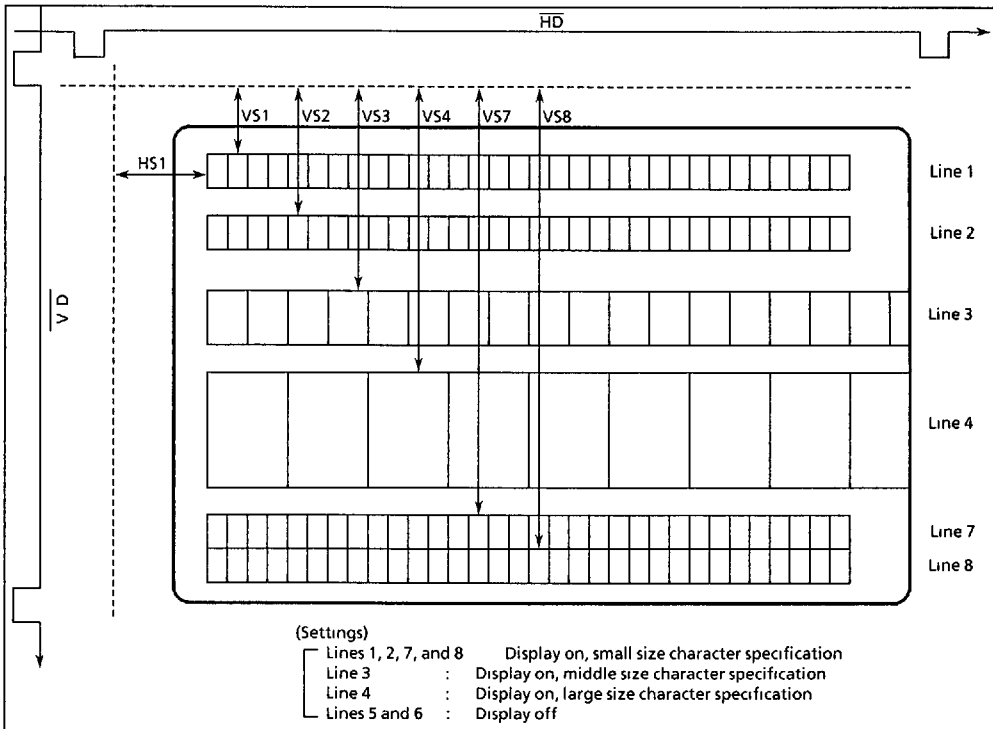 HD
VS1 VS2 VS3 VS4 VS7 VS8
HS1
Line 1
Line 2
VD
Line 3
Line 4
Line 7
Line 8
(Settings)
Lines 1, 2, 7, and 8 Display on, small size character specification
Line 3 : Display on, middle size character specification
Line 4 : Display on, large size character specification
Lines 5 and 6 : Display off